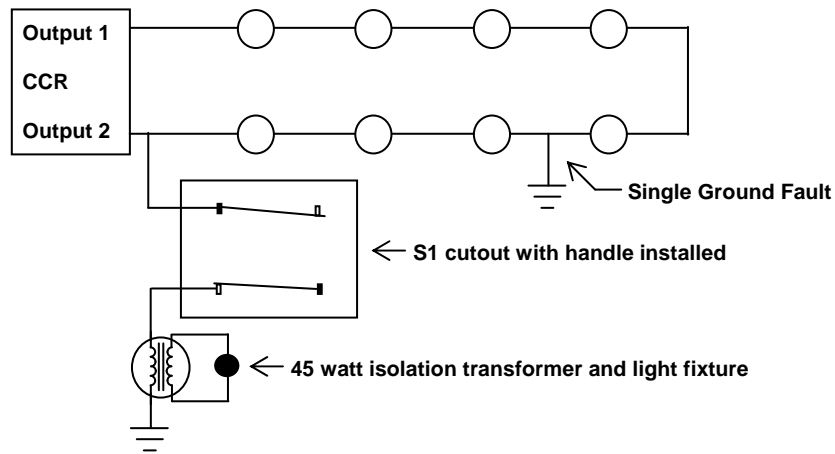 Output 1
CCR
Output 2
Single Ground Fault
S1 cutout with handle installed
45 watt isolation transformer and light fixture